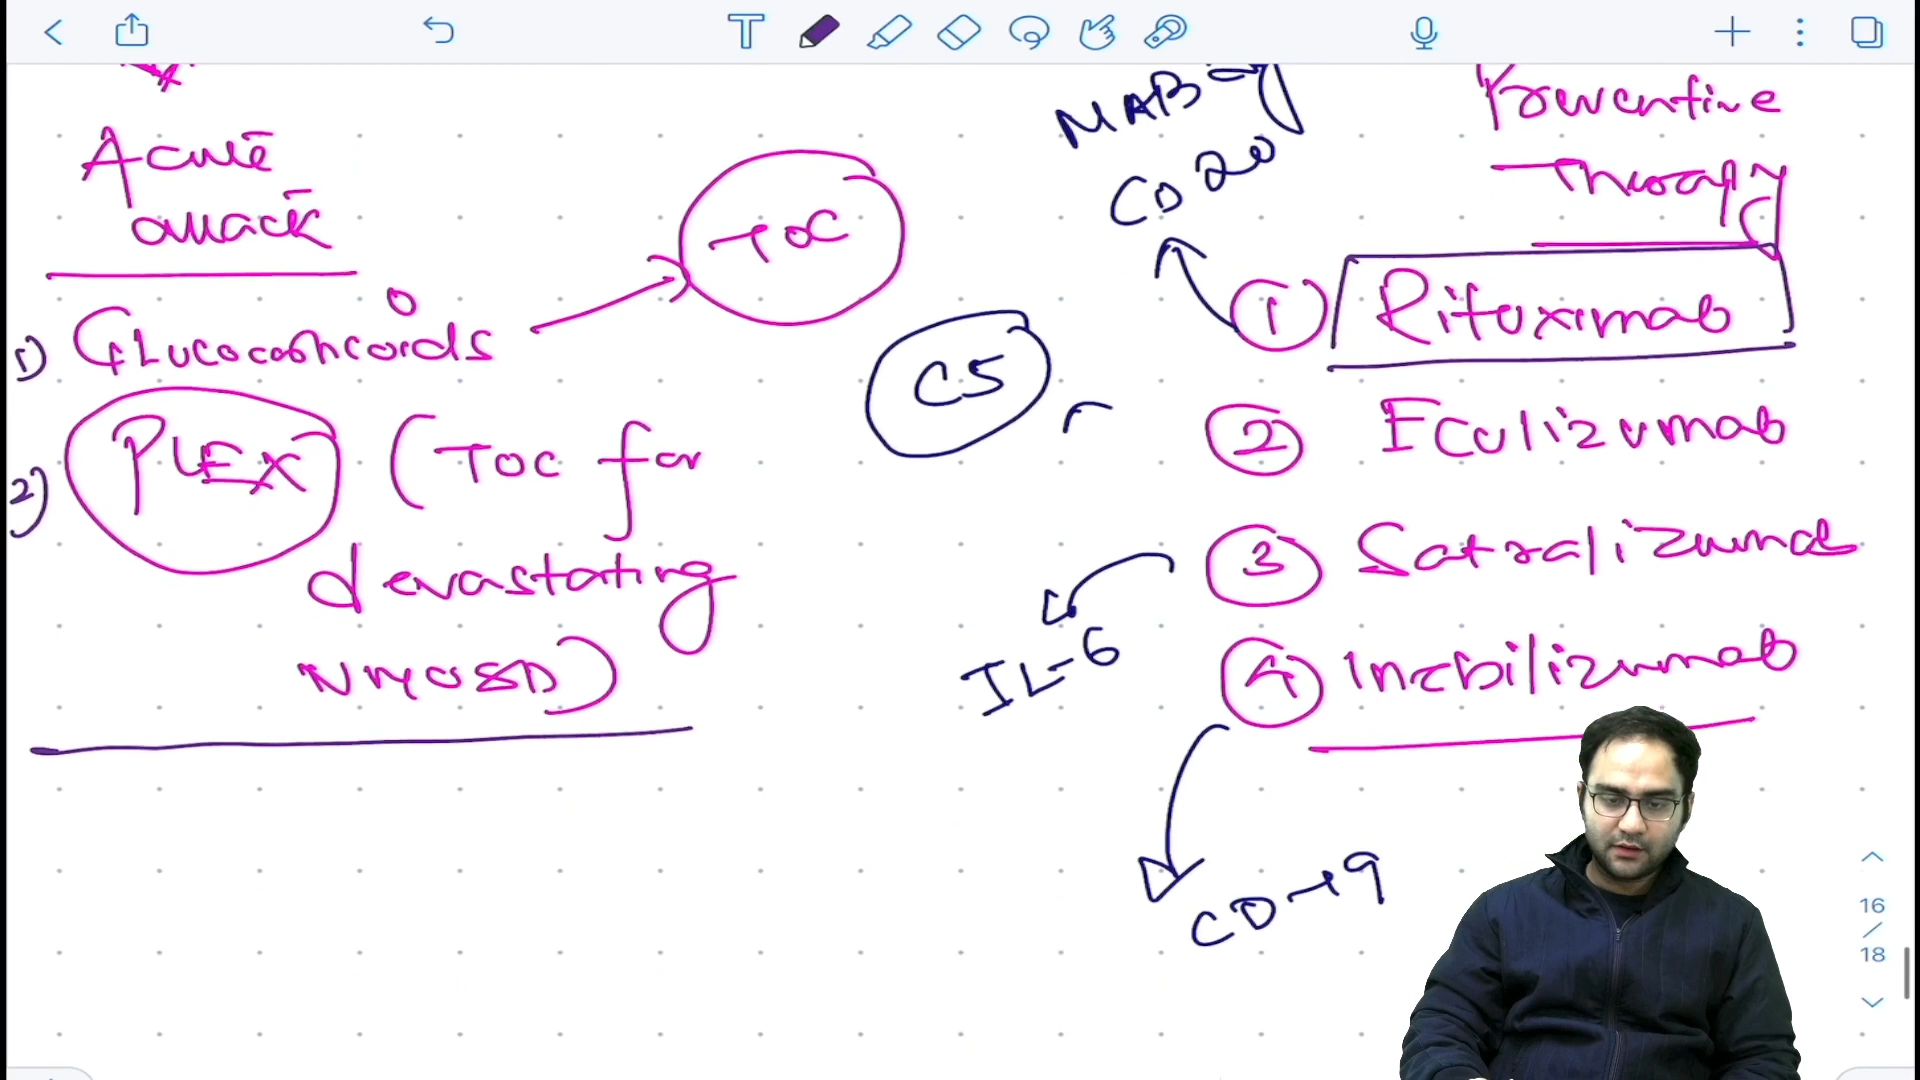 Acute
attack
1) Glucocorticoids
TOC
2) PLEX (TOC for
devastating
NMOSD)
MAB
CD20
C5
IL-6
CD-19
Preventive
Therapy
1 Rituximab
2 Eculizumab
3 Satralizumab
4 Inebilizumab
16
/
18
T